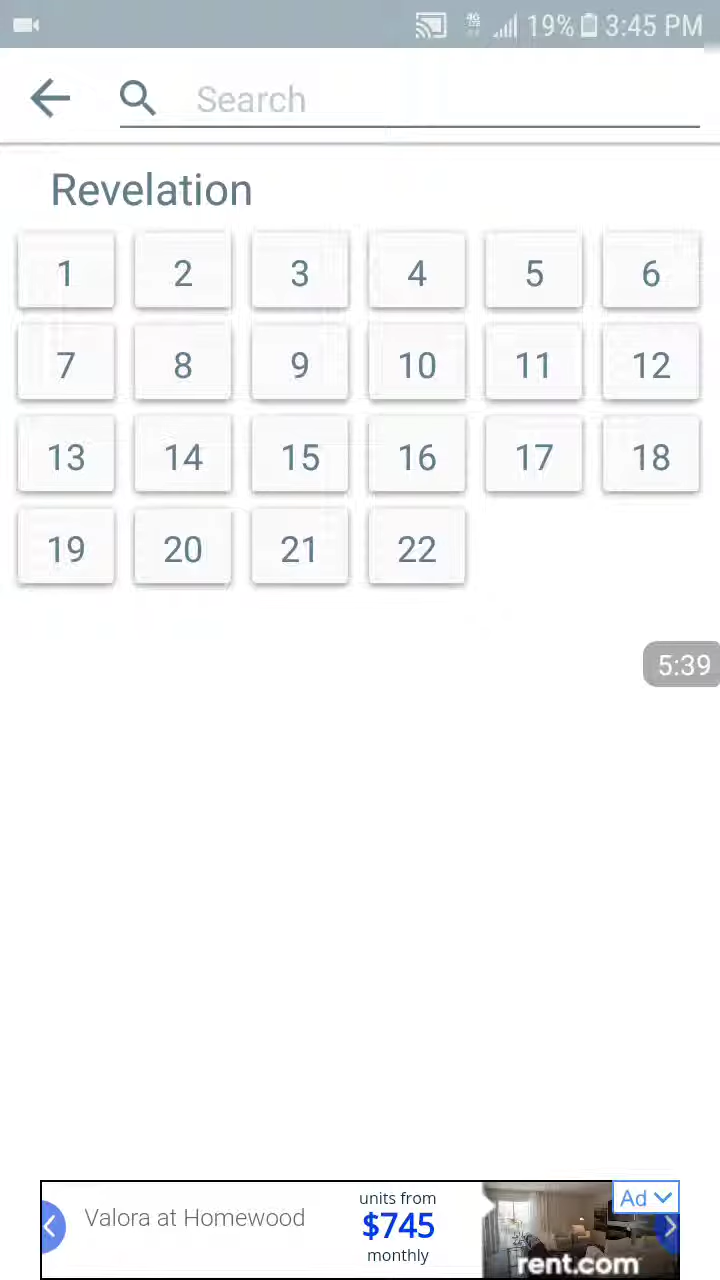 4G LTE 19% 3:45 PM
Search
Revelation
1 2 3 4 5 6
7 8 9 10 11 12
13 14 15 16 17 18
19 20 21 22
5:39
Valora at Homewood
units from
$745
monthly
Ad
rent.com